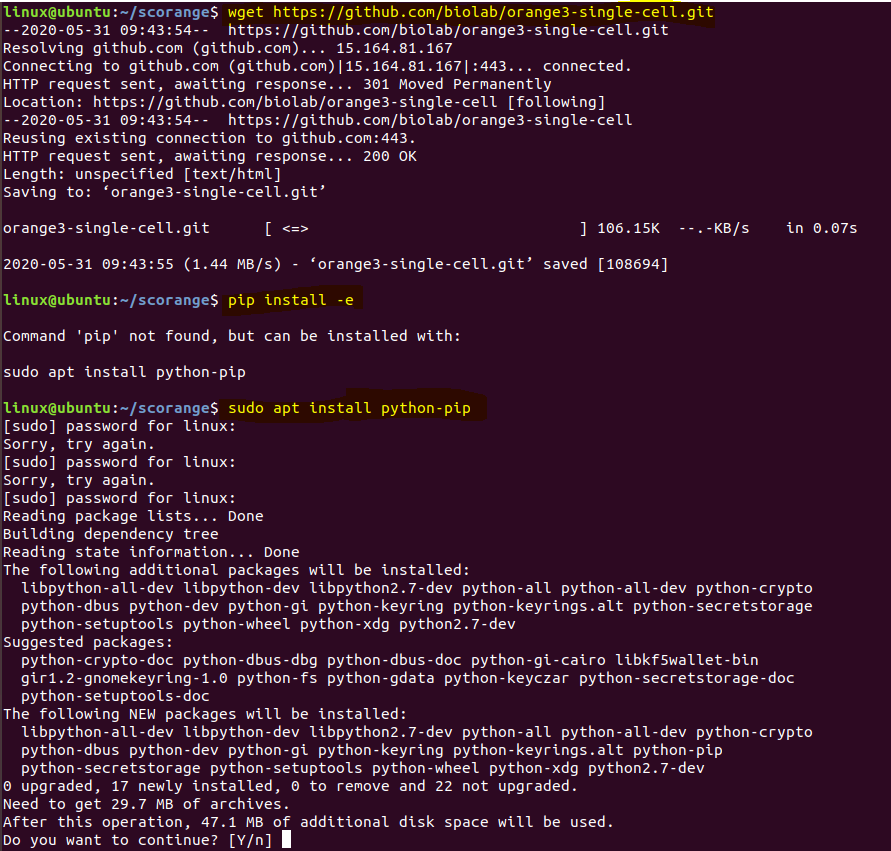 linux@ubuntu:~/scorange$ wget https://github.com/biolab/orange3-single-cell.git
--2020-05-31 09:43:54--  https://github.com/biolab/orange3-single-cell.git
Resolving github.com (github.com)... 15.164.81.167
Connecting to github.com (github.com)|15.164.81.167|:443... connected.
HTTP request sent, awaiting response... 301 Moved Permanently
Location: https://github.com/biolab/orange3-single-cell [following]
--2020-05-31 09:43:54--  https://github.com/biolab/orange3-single-cell
Reusing existing connection to github.com:443.
HTTP request sent, awaiting response... 200 OK
Length: unspecified [text/html]
Saving to: ‘orange3-single-cell.git’
orange3-single-cell.git      [ <=>                              ] 106.15K  --.-KB/s    in 0.07s
2020-05-31 09:43:55 (1.44 MB/s) - ‘orange3-single-cell.git’ saved [108694]
linux@ubuntu:~/scorange$ pip install -e
Command 'pip' not found, but can be installed with:
sudo apt install python-pip
linux@ubuntu:~/scorange$ sudo apt install python-pip
[sudo] password for linux:
Sorry, try again.
[sudo] password for linux:
Sorry, try again.
[sudo] password for linux:
Reading package lists... Done
Building dependency tree
Reading state information... Done
The following additional packages will be installed:
  libpython-all-dev libpython-dev libpython2.7-dev python-all python-all-dev python-crypto
  python-dbus python-dev python-gi python-keyring python-keyrings.alt python-secretstorage
  python-setuptools python-wheel python-xdg python2.7-dev
Suggested packages:
  python-crypto-doc python-dbus-dbg python-dbus-doc python-gi-cairo libkf5wallet-bin
  gir1.2-gnomekeyring-1.0 python-fs python-gdata python-keyczar python-secretstorage-doc
  python-setuptools-doc
The following NEW packages will be installed:
  libpython-all-dev libpython-dev libpython2.7-dev python-all python-all-dev python-crypto
  python-dbus python-dev python-gi python-keyring python-keyrings.alt python-pip
  python-secretstorage python-setuptools python-wheel python-xdg python2.7-dev
0 upgraded, 17 newly installed, 0 to remove and 22 not upgraded.
Need to get 29.7 MB of archives.
After this operation, 47.1 MB of additional disk space will be used.
Do you want to continue? [Y/n]